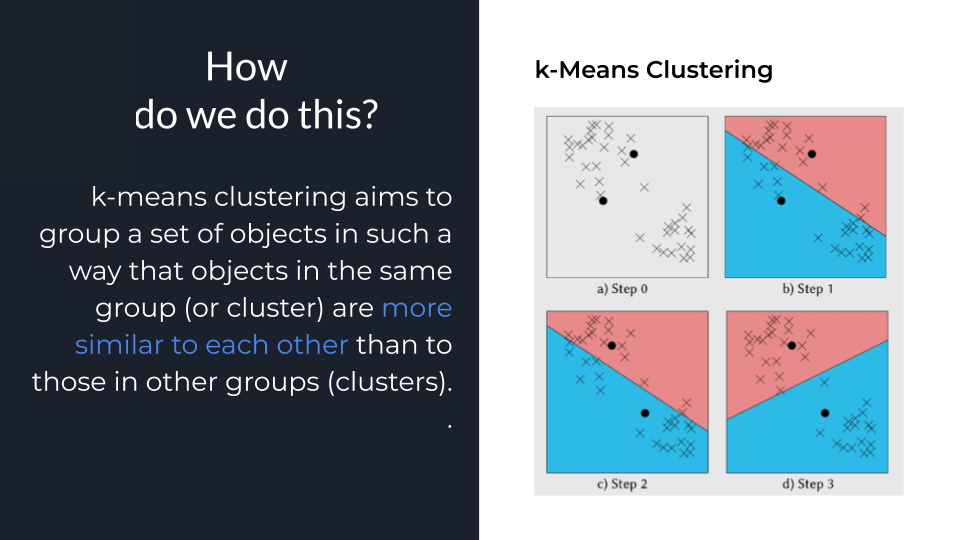 How
do we do this?
k-means clustering aims to
group a set of objects in such a
way that objects in the same
group (or cluster) are more
similar to each other than to
those in other groups (clusters).
.
k-Means Clustering
a) Step 0
b) Step 1
c) Step 2
d) Step 3